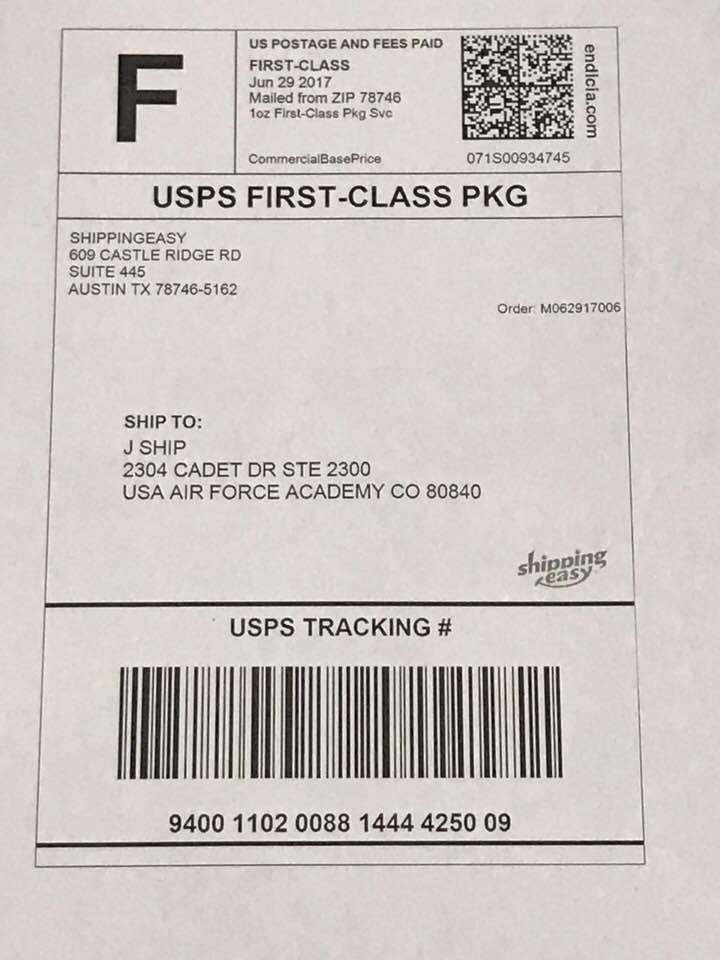 F
US POSTAGE AND FEES PAID
FIRST-CLASS
Jun 29 2017
Mailed from ZIP 78746
1oz First-Class Pkg Svc
CommercialBasePrice
071S00934745
endicia.com
USPS FIRST-CLASS PKG
SHIPPINGEASY
609 CASTLE RIDGE RD
SUITE 445
AUSTIN TX 78746-5162
Order: M062917006
SHIP TO:
J SHIP
2304 CADET DR STE 2300
USA AIR FORCE ACADEMY CO 80840
shipping
easy
USPS TRACKING #
9400 1102 0088 1444 4250 09